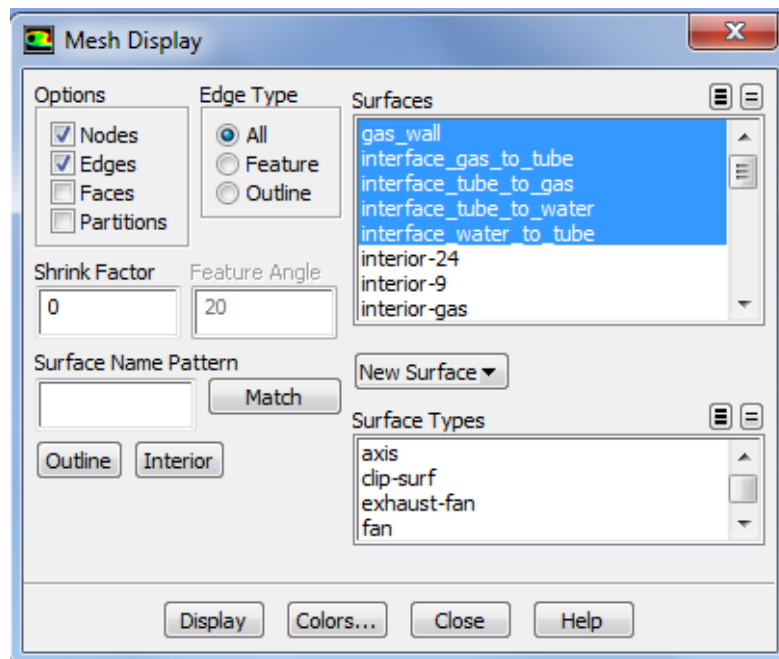 Mesh Display
Options
Nodes
Edges
Faces
Partitions
Edge Type
All
Feature
Outline
Shrink Factor
0
Feature Angle
20
Surface Name Pattern
Match
Outline Interior
Surfaces
gas_wall
interface_gas_to_tube
interface_tube_to_gas
interface_tube_to_water
interface_water_to_tube
interior-24
interior-9
interior-gas
New Surface
Surface Types
axis
clip-surf
exhaust-fan
fan
Display Colors... Close Help